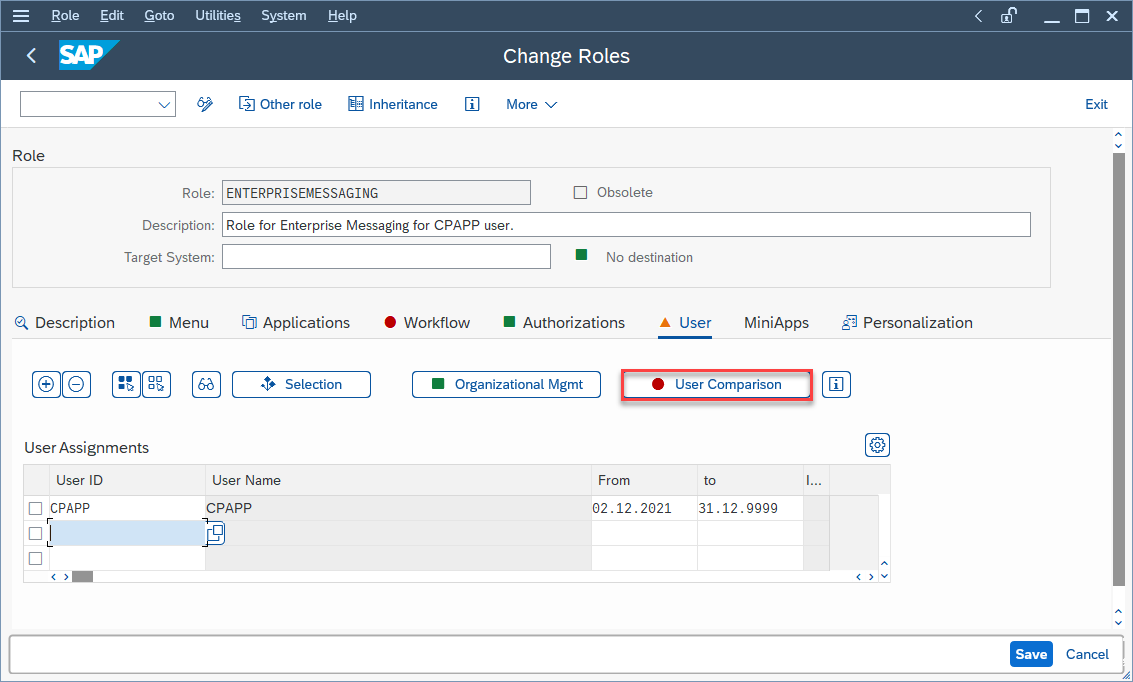 Role Edit Goto Utilities System Help
SAP Change Roles
Other role Inheritance More Exit
Role
Role: ENTERPRISEMESSAGING Obsolete
Description: Role for Enterprise Messaging for CPAPP user.
Target System: No destination
Description Menu Applications Workflow Authorizations User MiniApps Personalization
Selection Organizational Mgmt User Comparison
User Assignments
User ID User Name From to I...
CPAPP CPAPP 02.12.2021 31.12.9999
Save Cancel